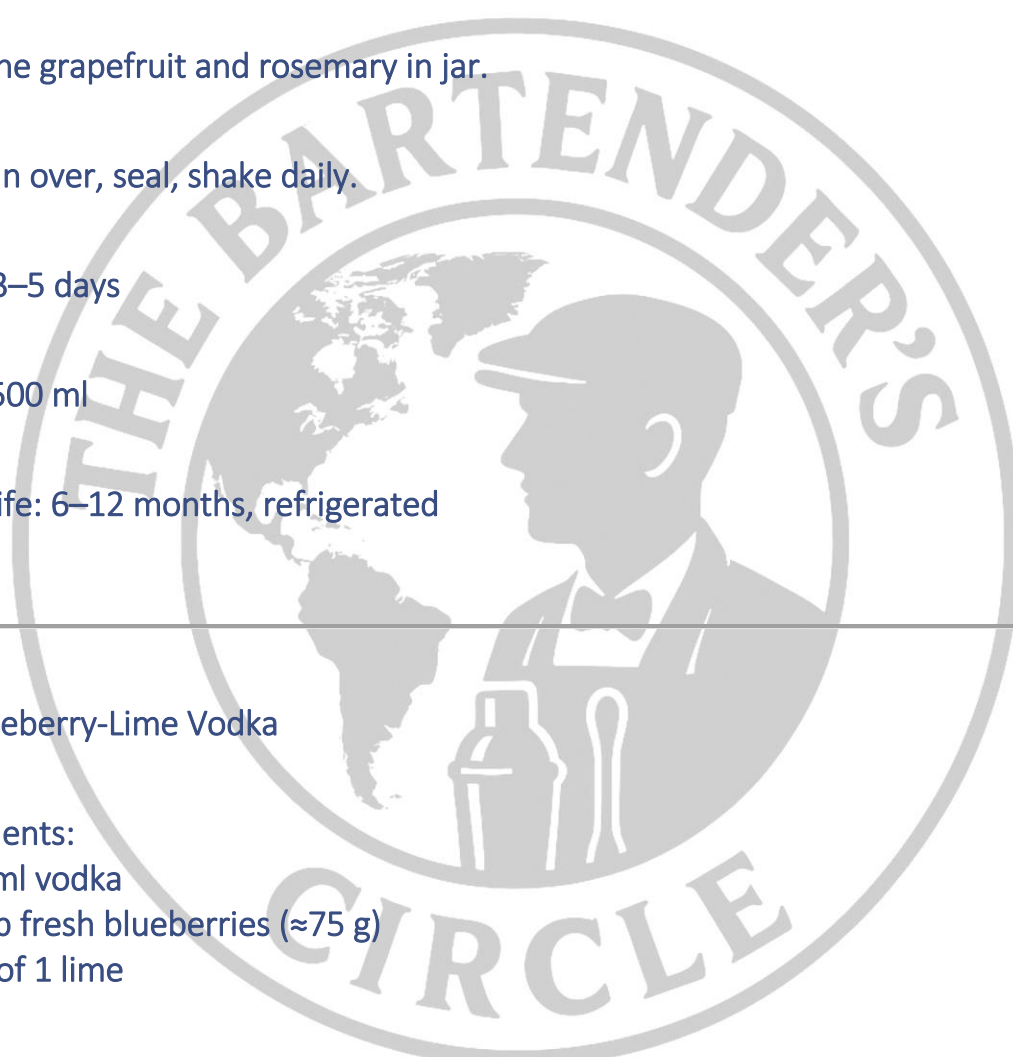 ne grapefruit and rosemary in jar.
n over, seal, shake daily.
3–5 days
500 ml
ife: 6–12 months, refrigerated
eberry-Lime Vodka
ents:
ml vodka
fresh blueberries (≈75 g)
of 1 lime
THE BARTENDER'S
CIRCLE